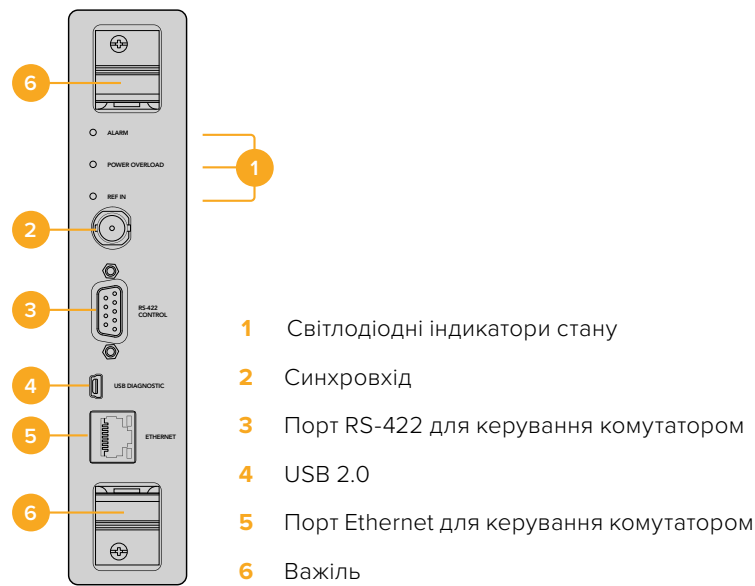 6
ALARM
POWER OVERLOAD
1
REF IN
2
3
RS-422
CONTROL
4
USB DIAGNOSTIC
5
ETHERNET
6
1 Світлодіодні індикатори стану
2 Синхровхід
3 Порт RS-422 для керування комутатором
4 USB 2.0
5 Порт Ethernet для керування комутатором
6 Важіль